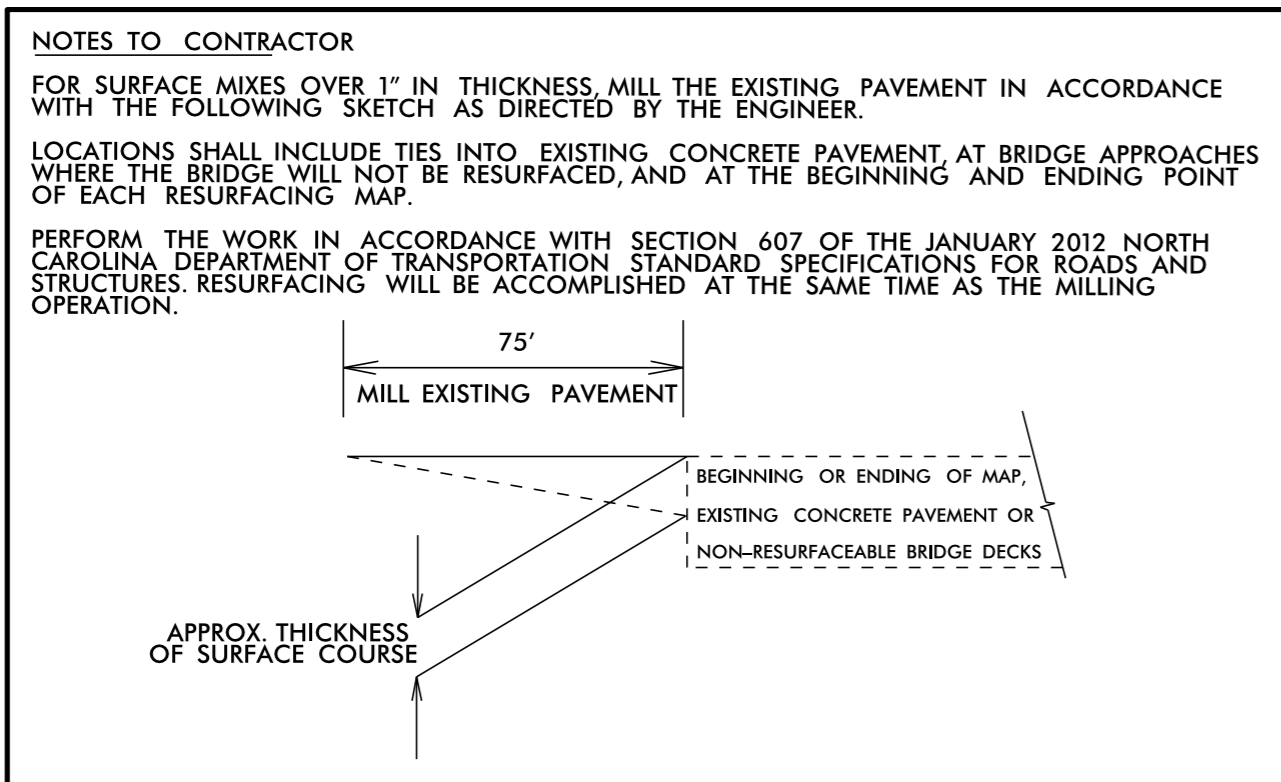 NOTES TO CONTRACTOR
FOR SURFACE MIXES OVER 1” IN THICKNESS, MILL THE EXISTING PAVEMENT IN ACCORDANCE
WITH THE FOLLOWING SKETCH AS DIRECTED BY THE ENGINEER.
LOCATIONS SHALL INCLUDE TIES INTO EXISTING CONCRETE PAVEMENT, AT BRIDGE APPROACHES
WHERE THE BRIDGE WILL NOT BE RESURFACED, AND AT THE BEGINNING AND ENDING POINT
OF EACH RESURFACING MAP.
PERFORM THE WORK IN ACCORDANCE WITH SECTION 607 OF THE JANUARY 2012 NORTH
CAROLINA DEPARTMENT OF TRANSPORTATION STANDARD SPECIFICATIONS FOR ROADS AND
STRUCTURES. RESURFACING WILL BE ACCOMPLISHED AT THE SAME TIME AS THE MILLING
OPERATION.
75’
MILL EXISTING PAVEMENT
BEGINNING OR ENDING OF MAP,
EXISTING CONCRETE PAVEMENT OR
NON–RESURFACEABLE BRIDGE DECKS
APPROX. THICKNESS
OF SURFACE COURSE